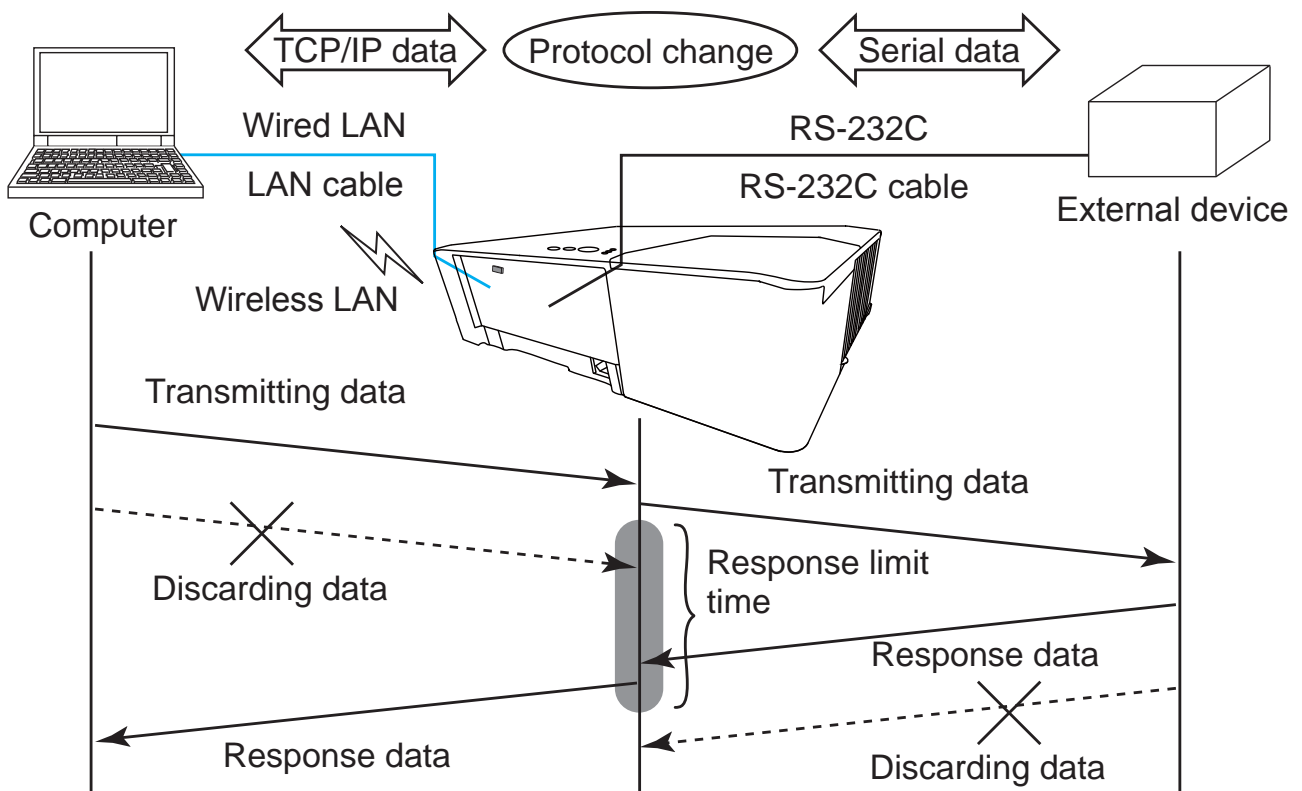 TCP/IP data
Protocol change
Serial data
Wired LAN
RS-232C
LAN cable
RS-232C cable
Computer
External device
Wireless LAN
Transmitting data
Transmitting data
Discarding data
Response limit
time
Response data
Response data
Discarding data